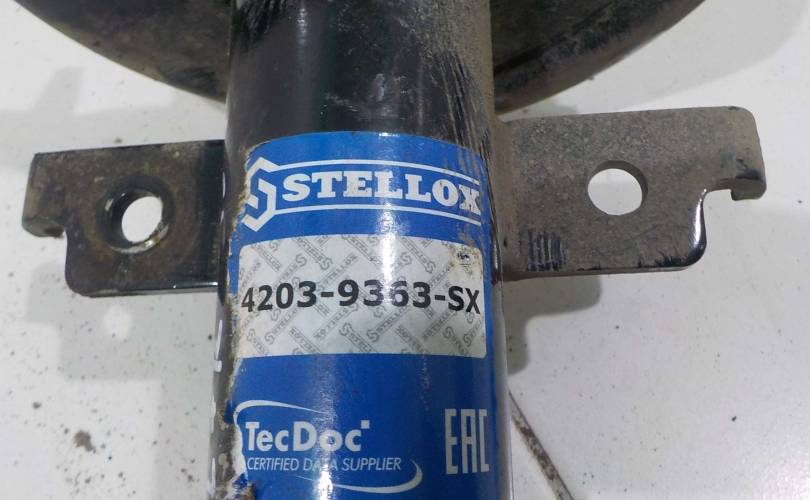 STELLOX
4203-9363-SX
TecDoc
CERTIFIED DATA SUPPLIER
EAC